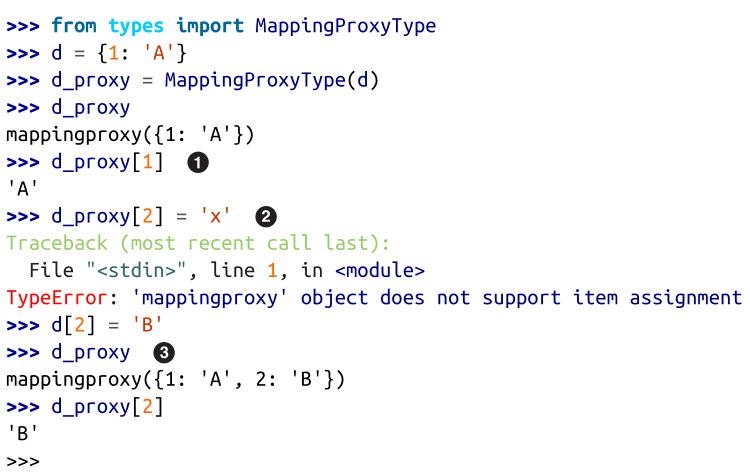 >>> from types import MappingProxyType
>>> d = {1: 'A'}
>>> d_proxy = MappingProxyType(d)
>>> d_proxy
mappingproxy({1: 'A'})
>>> d_proxy[1] ❶
'A'
>>> d_proxy[2] = 'x' ❷
Traceback (most recent call last):
  File "<stdin>", line 1, in <module>
TypeError: 'mappingproxy' object does not support item assignment
>>> d[2] = 'B'
>>> d_proxy ❸
mappingproxy({1: 'A', 2: 'B'})
>>> d_proxy[2]
'B'
>>>